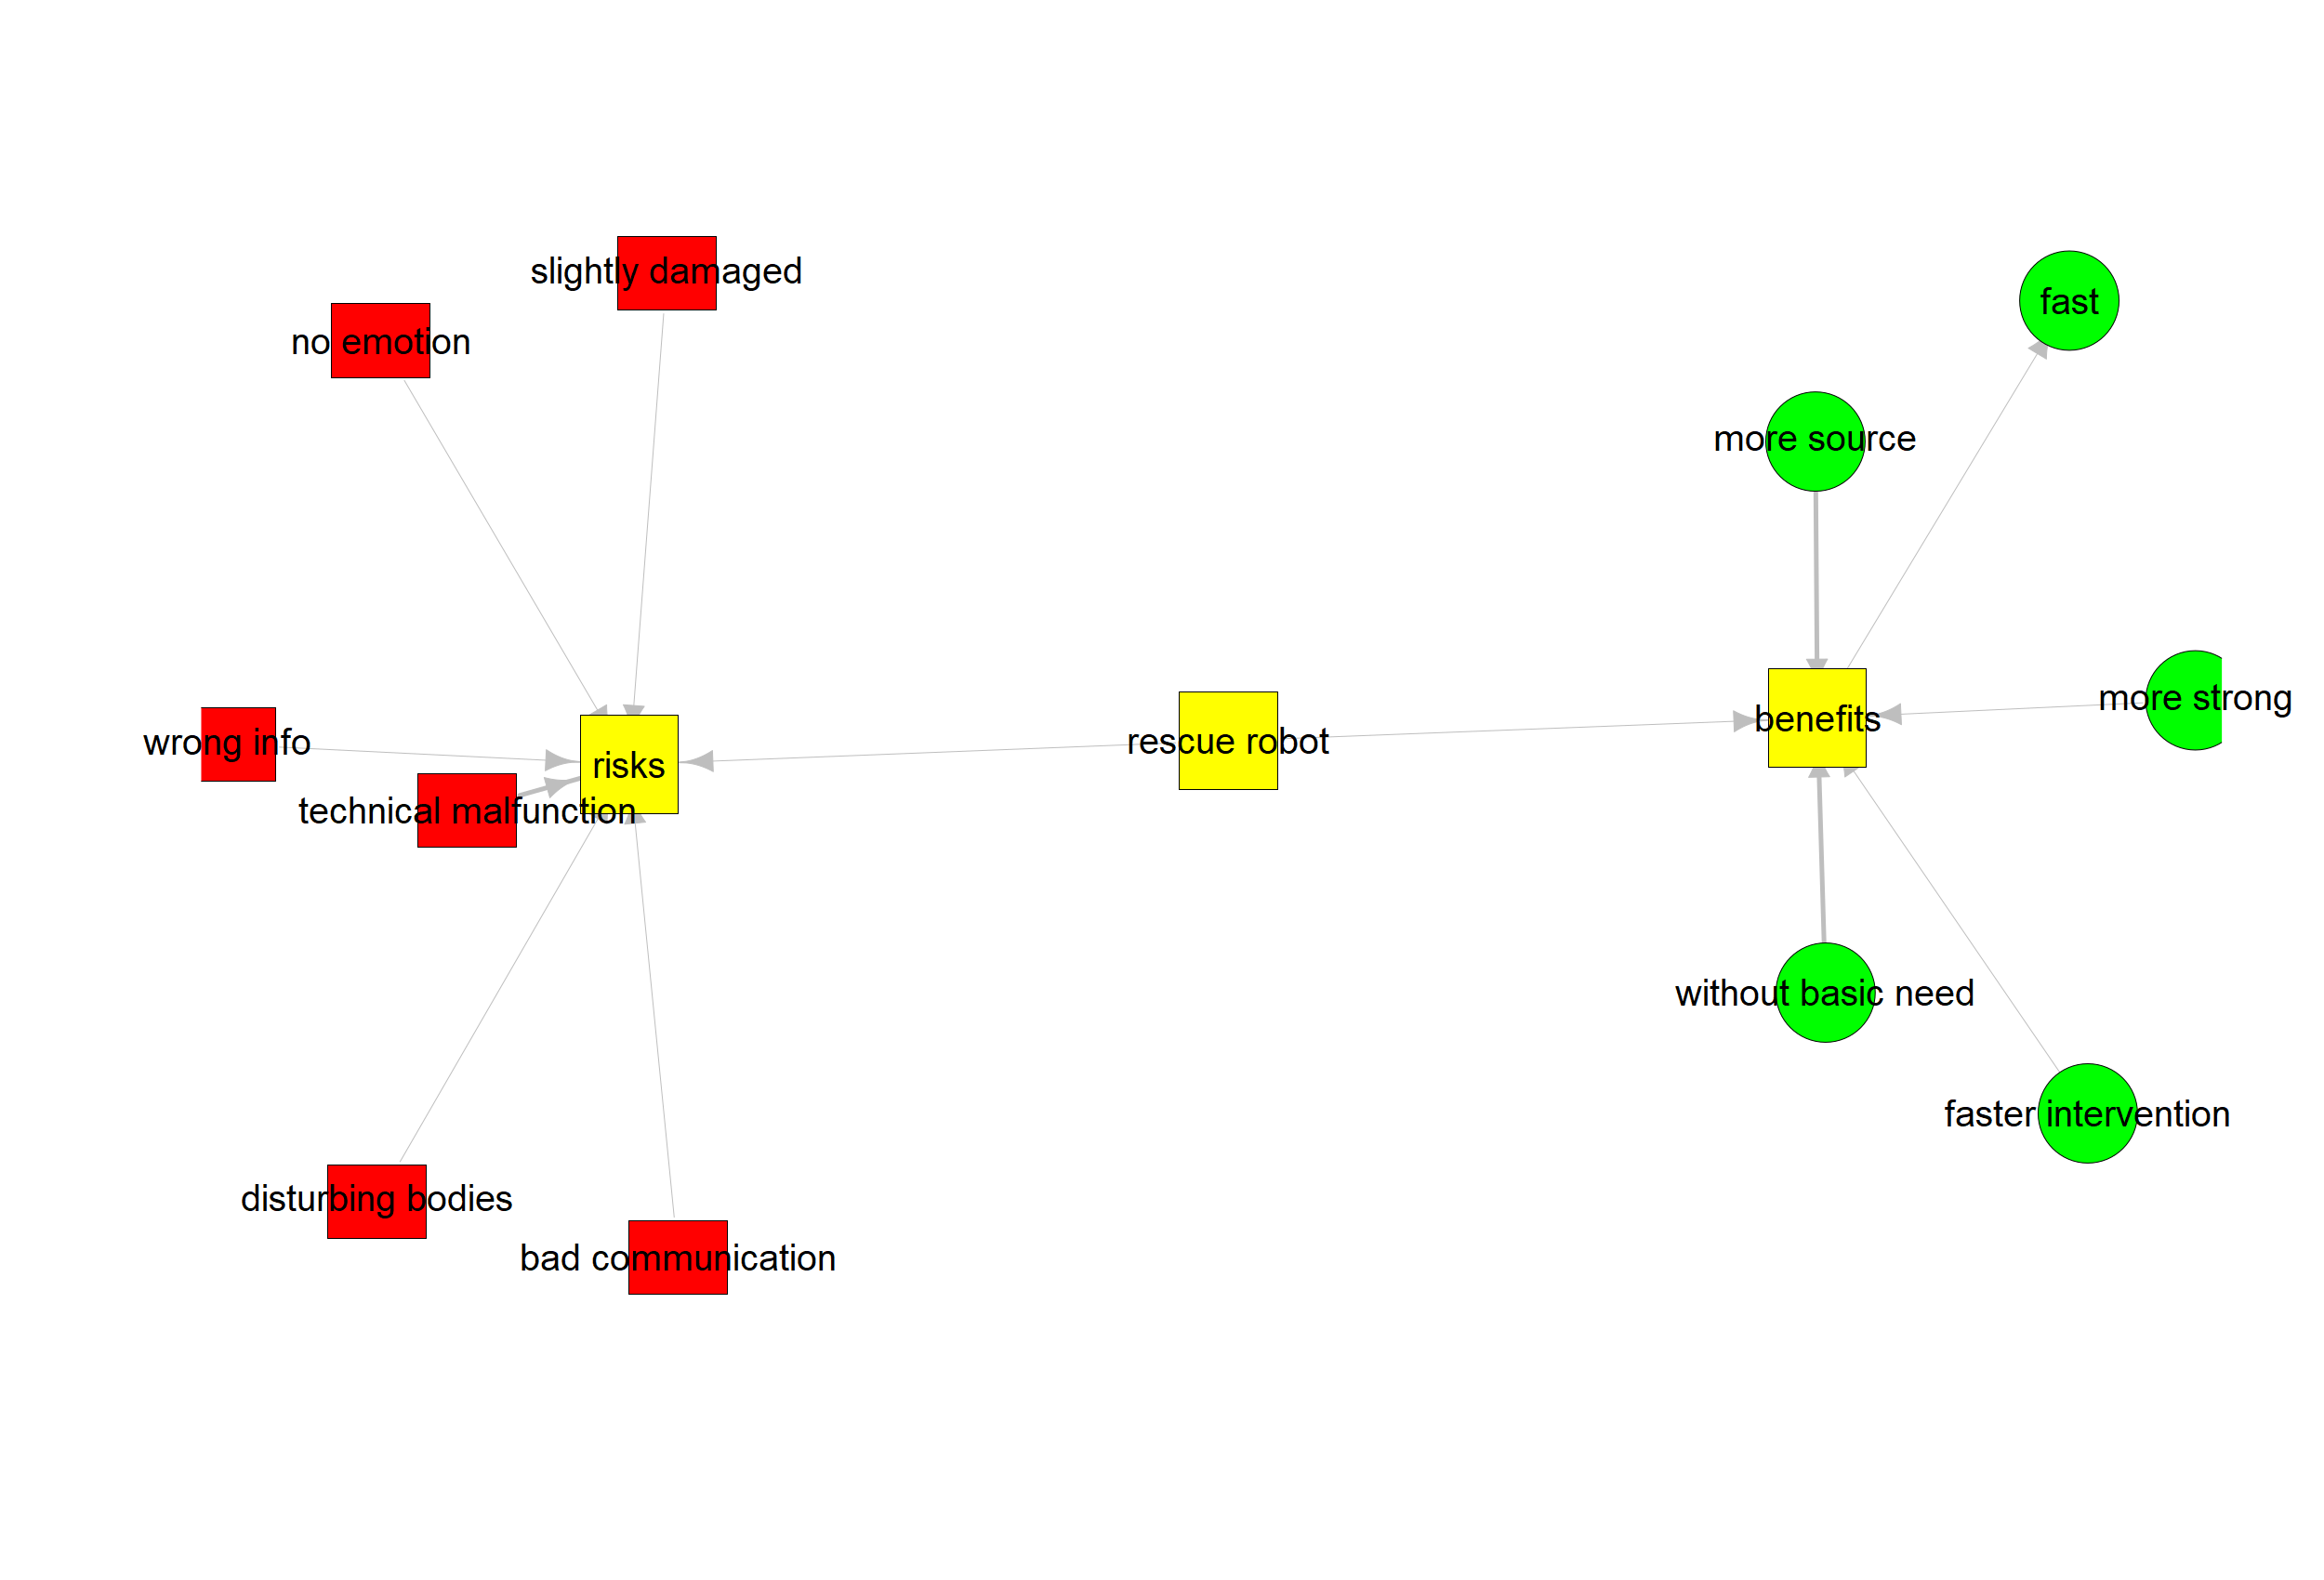 slightly damaged
fast
no emotion
more source
more strong
benefits
rescue robot
wrong info
risks
technical malfunction
without basic need
faster intervention
disturbing bodies
bad communication